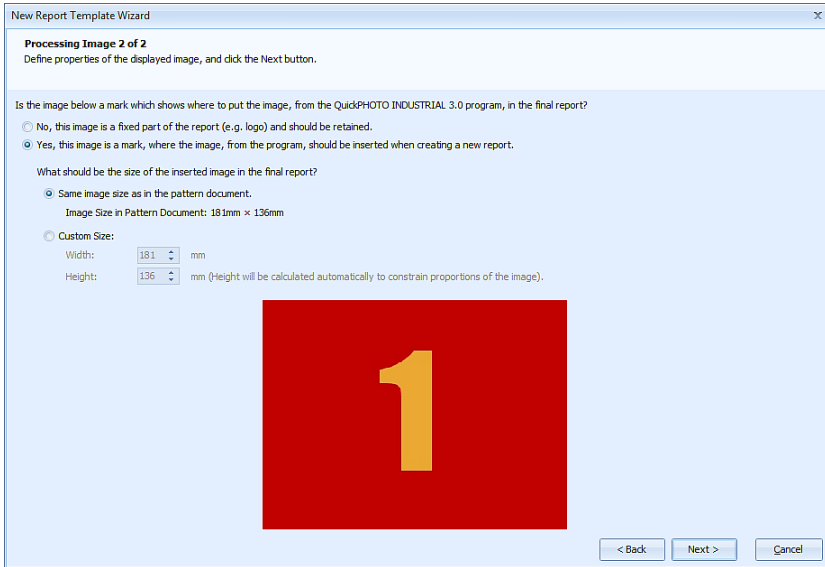 New Report Template Wizard
X
Processing Image 2 of 2
Define properties of the displayed image, and click the Next button.
Is the image below a mark which shows where to put the image, from the QuickPHOTO INDUSTRIAL 3.0 program, in the final report?
No, this image is a fixed part of the report (e.g. logo) and should be retained.
Yes, this image is a mark, where the image, from the program, should be inserted when creating a new report.
What should be the size of the inserted image in the final report?
Same image size as in the pattern document.
Image Size in Pattern Document: 181mm × 136mm
Custom Size:
Width: 181 mm
Height: 136 mm (Height will be calculated automatically to constrain proportions of the image).
1
< Back Next > Cancel